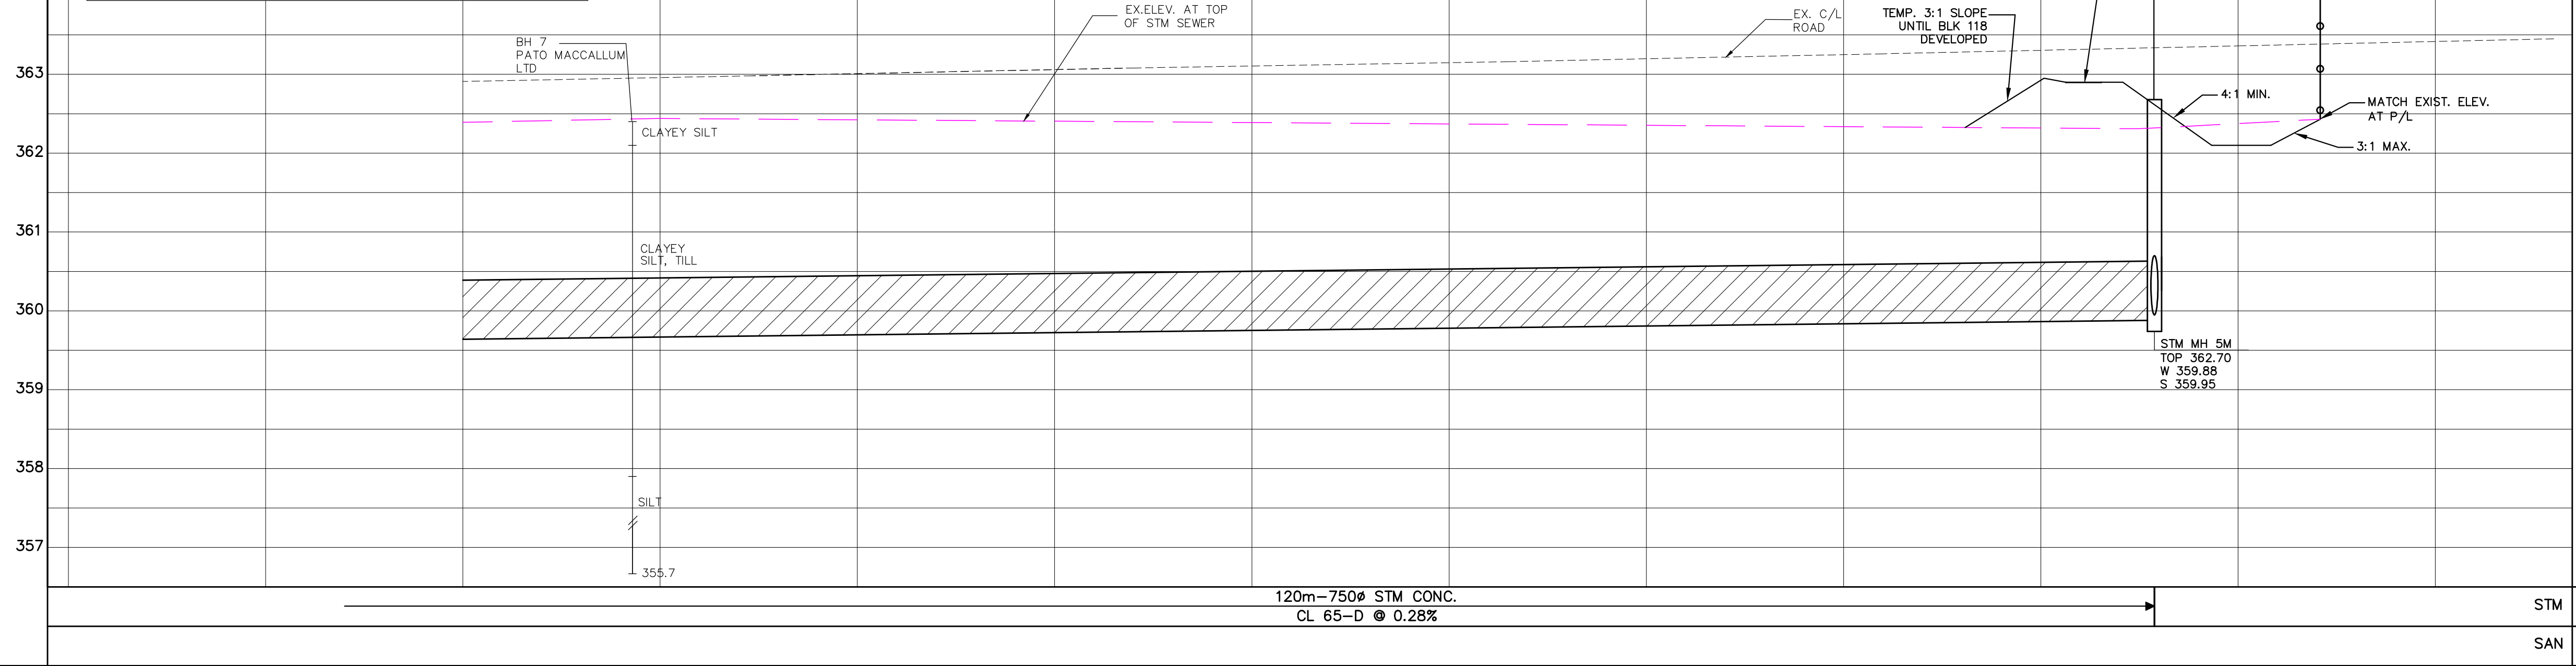 EX.ELEV. AT TOP
OF STM SEWER
EX. C/L
ROAD
TEMP. 3:1 SLOPE
UNTIL BLK 118
DEVELOPED
BH 7
PATO MACCALLUM
LTD
363
4:1 MIN.
MATCH EXIST. ELEV.
AT P/L
CLAYEY SILT
362
3:1 MAX.
361
CLAYEY
SILT, TILL
360
STM MH 5M
TOP 362.70
W 359.88
S 359.95
359
358
SILT
357
355.7
120m-750ø STM CONC.
CL 65-D @ 0.28%
STM
SAN